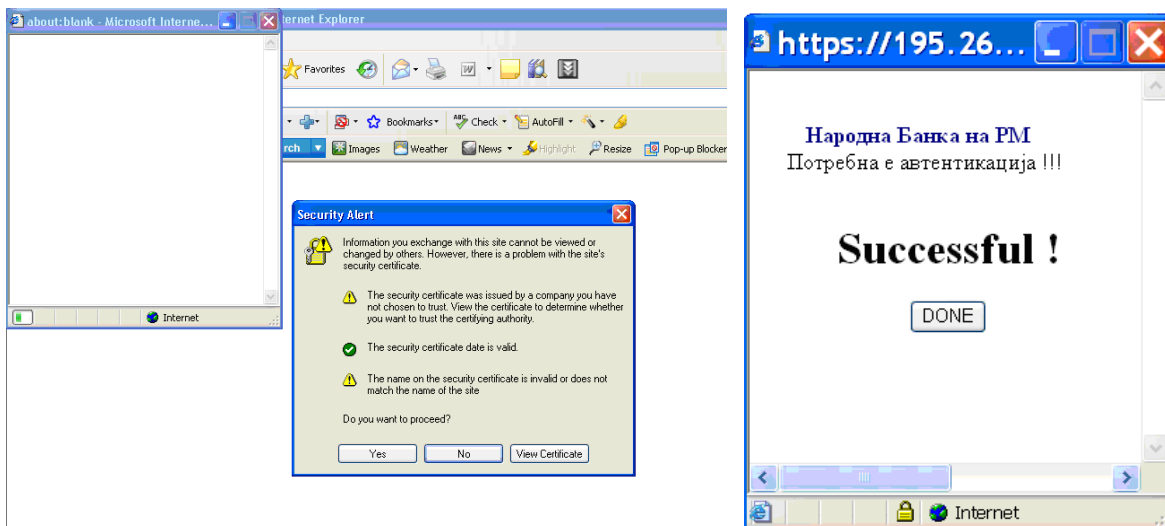 about:blank - Microsoft Interne...
ternet Explorer
Favorites
Bookmarks
ABC Check
AutoFill
rch
Images
Weather
News
Highlight
Resize
Pop-up Blocker
Security Alert
Information you exchange with this site cannot be viewed or
changed by others. However, there is a problem with the site's
security certificate.
The security certificate was issued by a company you have
not chosen to trust. View the certificate to determine whether
you want to trust the certifying authority.
The security certificate date is valid.
The name on the security certificate is invalid or does not
match the name of the site
Do you want to proceed?
Yes
No
View Certificate
Internet
https://195.26...
Народна Банка на РМ
Потребна е автентикација !!!
Successful !
DONE
Internet